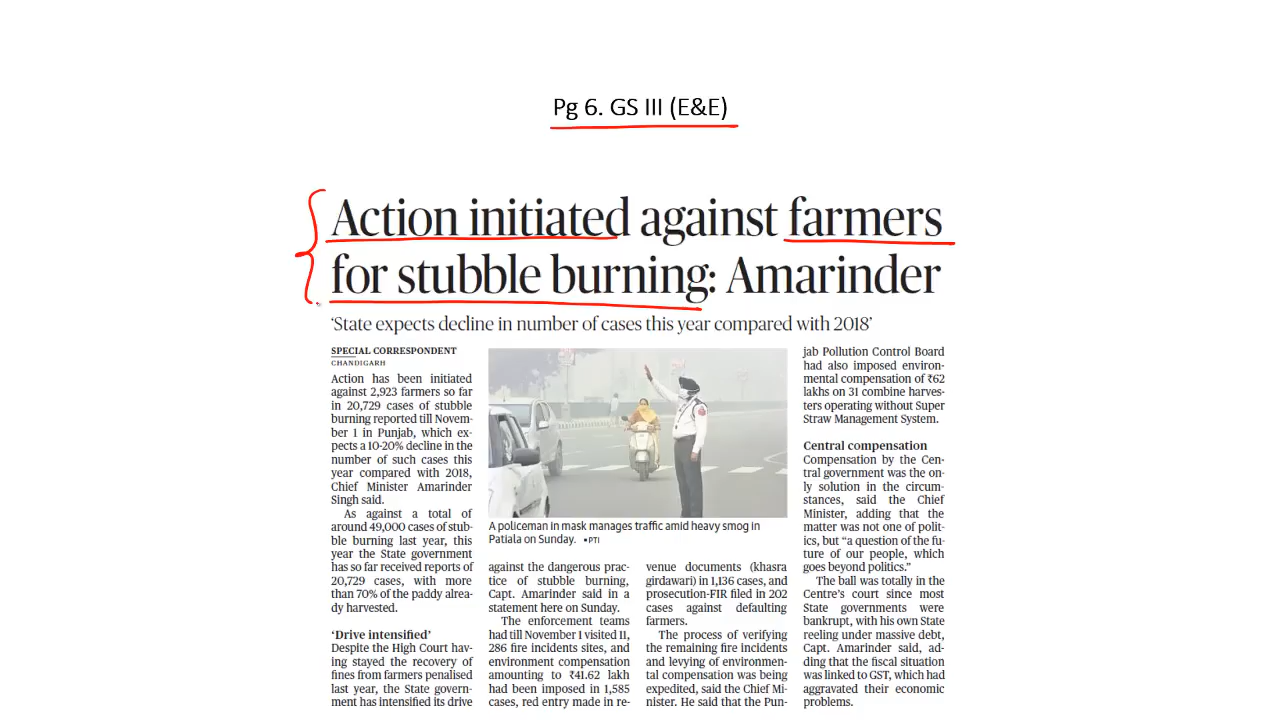 Pg 6. GS III (E&E)
Action initiated against farmers
for stubble burning: Amarinder
‘State expects decline in number of cases this year compared with 2018’
SPECIAL CORRESPONDENT
CHANDIGARH
Action has been initiated
against 2,923 farmers so far
in 20,729 cases of stubble
burning reported till Novem-
ber 1 in Punjab, which ex-
pects a 10-20% decline in the
number of such cases this
year compared with 2018,
Chief Minister Amarinder
Singh said.
As against a total of
around 49,000 cases of stub-
ble burning last year, this
year the State government
has so far received reports of
20,729 cases, with more
than 70% of the paddy alrea-
dy harvested.
‘Drive intensified’
Despite the High Court hav-
ing stayed the recovery of
fines from farmers penalised
last year, the State govern-
ment has intensified its drive
A policeman in mask manages traffic amid heavy smog in
Patiala on Sunday. ▪PTI
against the dangerous prac-
tice of stubble burning,
Capt. Amarinder said in a
statement here on Sunday.
The enforcement teams
had till November 1 visited 11,
286 fire incidents sites, and
environment compensation
amounting to ₹41.62 lakh
had been imposed in 1,585
cases, red entry made in re-
venue documents (khasra
girdawari) in 1,136 cases, and
prosecution-FIR filed in 202
cases against defaulting
farmers.
The process of verifying
the remaining fire incidents
and levying of environmen-
tal compensation was being
expedited, said the Chief Mi-
nister. He said that the Pun-
jab Pollution Control Board
had also imposed environ-
mental compensation of ₹62
lakhs on 31 combine harves-
ters operating without Super
Straw Management System.
Central compensation
Compensation by the Cen-
tral government was the on-
ly solution in the circum-
stances, said the Chief
Minister, adding that the
matter was not one of polit-
ics, but “a question of the fu-
ture of our people, which
goes beyond politics.”
The ball was totally in the
Centre’s court since most
State governments were
bankrupt, with his own State
reeling under massive debt,
Capt. Amarinder said, ad-
ding that the fiscal situation
was linked to GST, which had
aggravated their economic
problems.